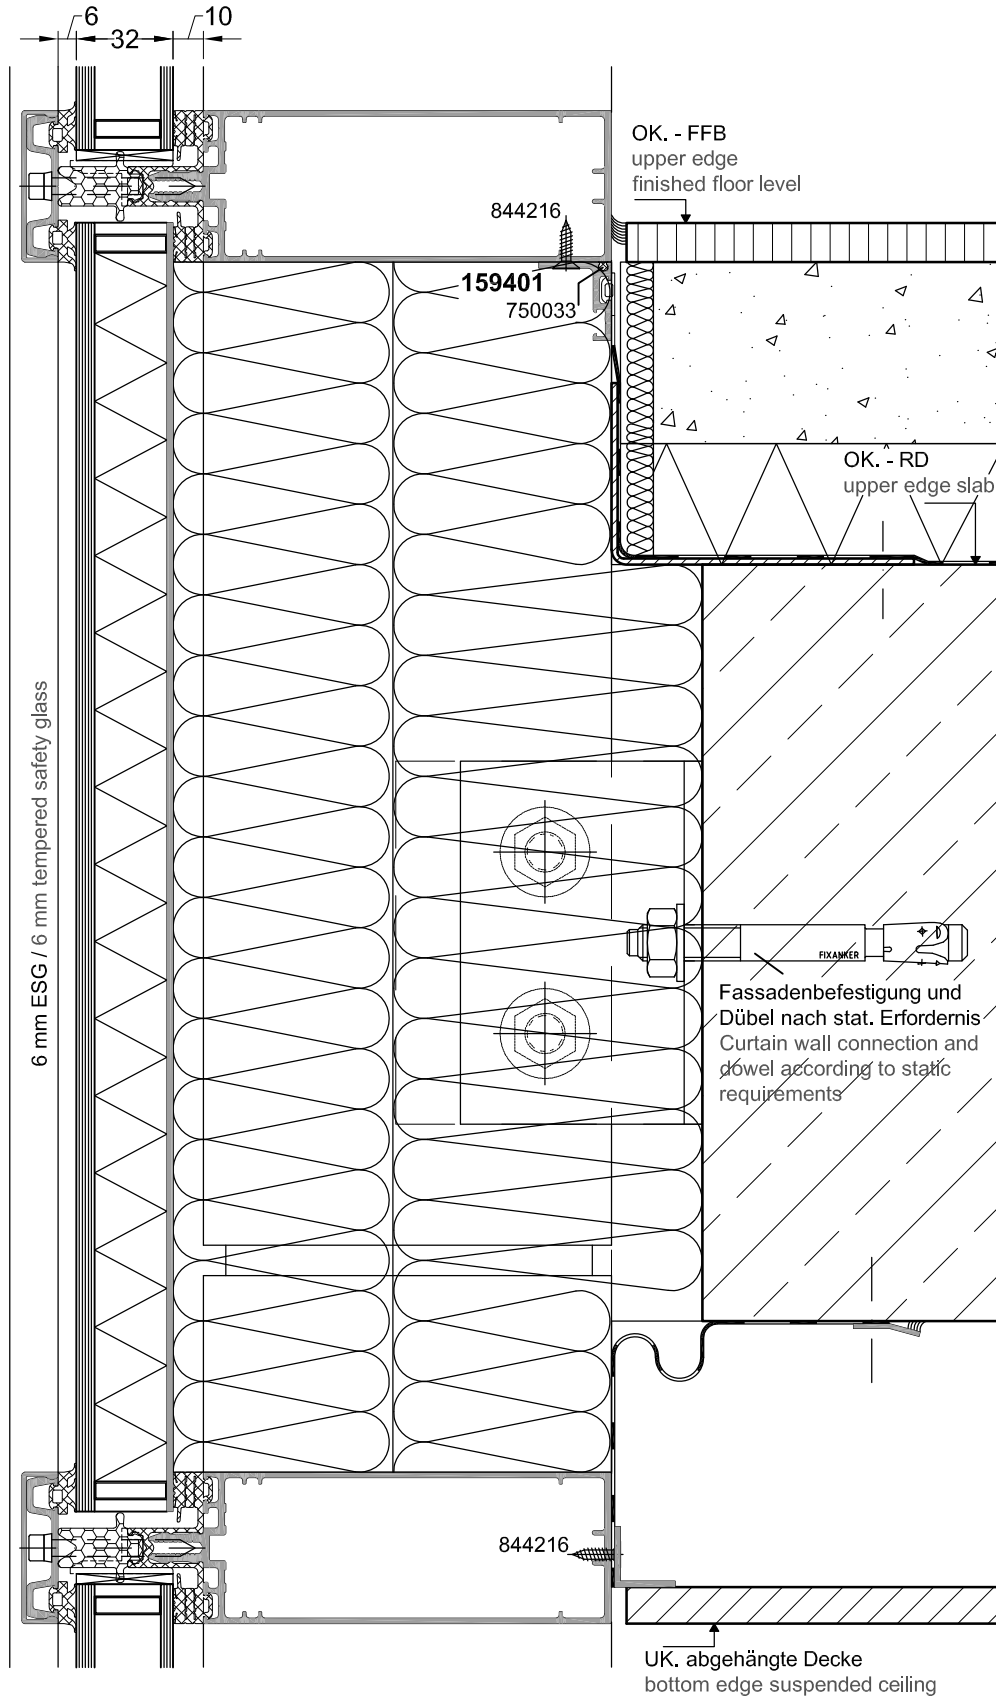 6
10
32
OK. - FFB
upper edge
finished floor level
844216
159401
750033
OK. - RD
upper edge slab
6 mm ESG / 6 mm tempered safety glass
FIXANKER
Fassadenbefestigung und
Dübel nach stat. Erfordernis
Curtain wall connection and
dowel according to static
requirements
844216
UK. abgehängte Decke
bottom edge suspended ceiling